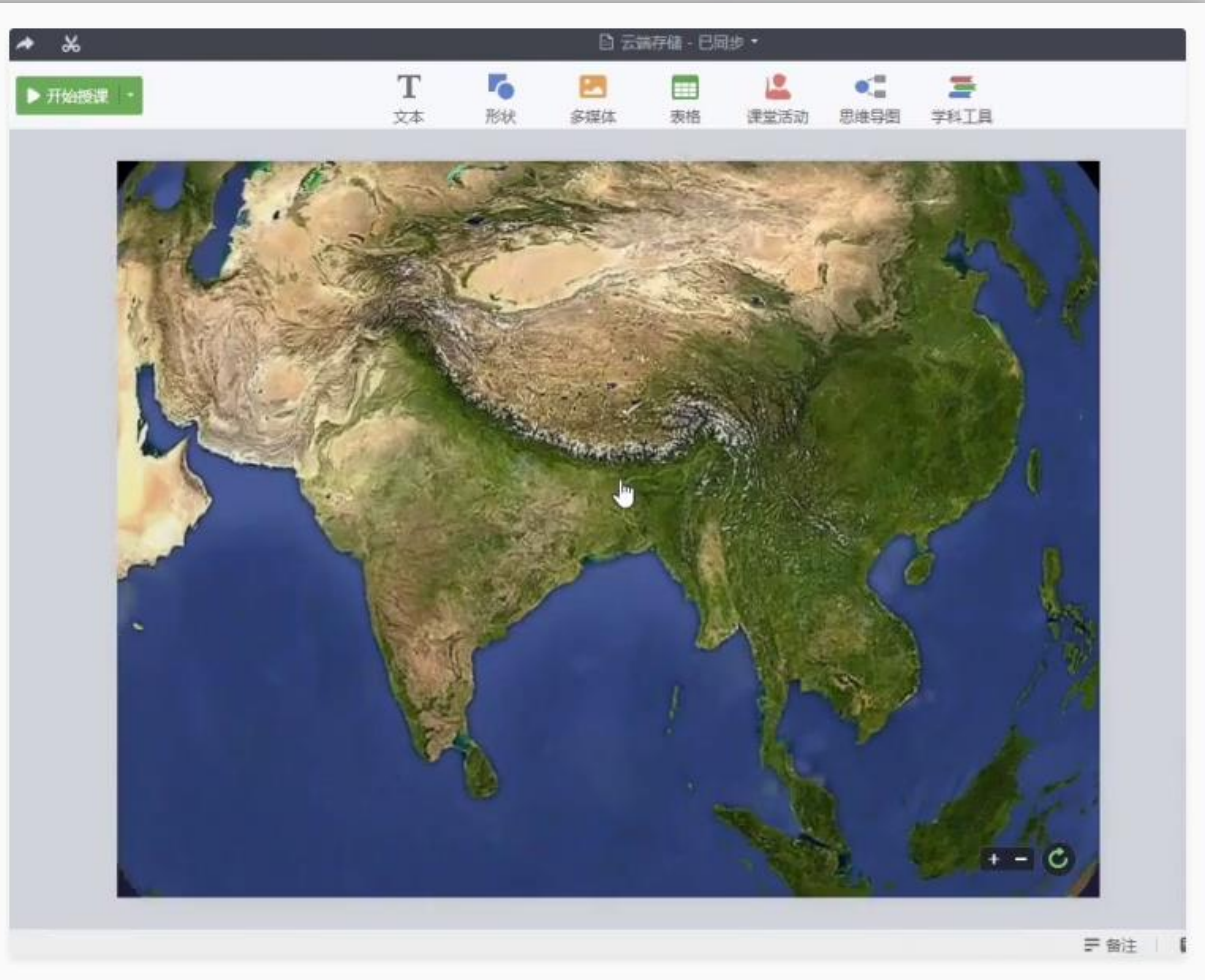 云端存储 - 已同步
开始授课
文本 形状 多媒体 表格 课堂活动 思维导图 学科工具
备注